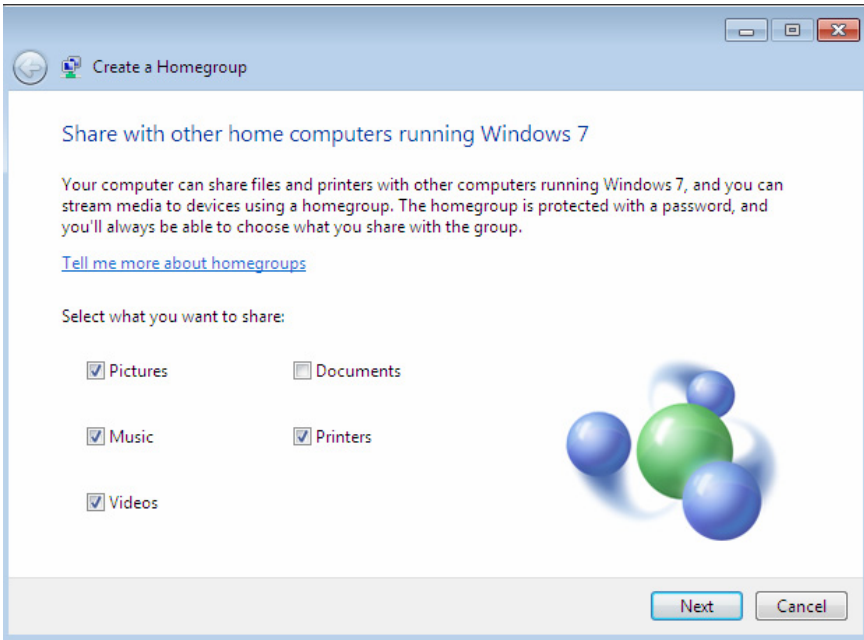 Create a Homegroup
Share with other home computers running Windows 7
Your computer can share files and printers with other computers running Windows 7, and you can
stream media to devices using a homegroup. The homegroup is protected with a password, and
you'll always be able to choose what you share with the group.
Tell me more about homegroups
Select what you want to share:
Pictures Documents
Music Printers
Videos
Next Cancel